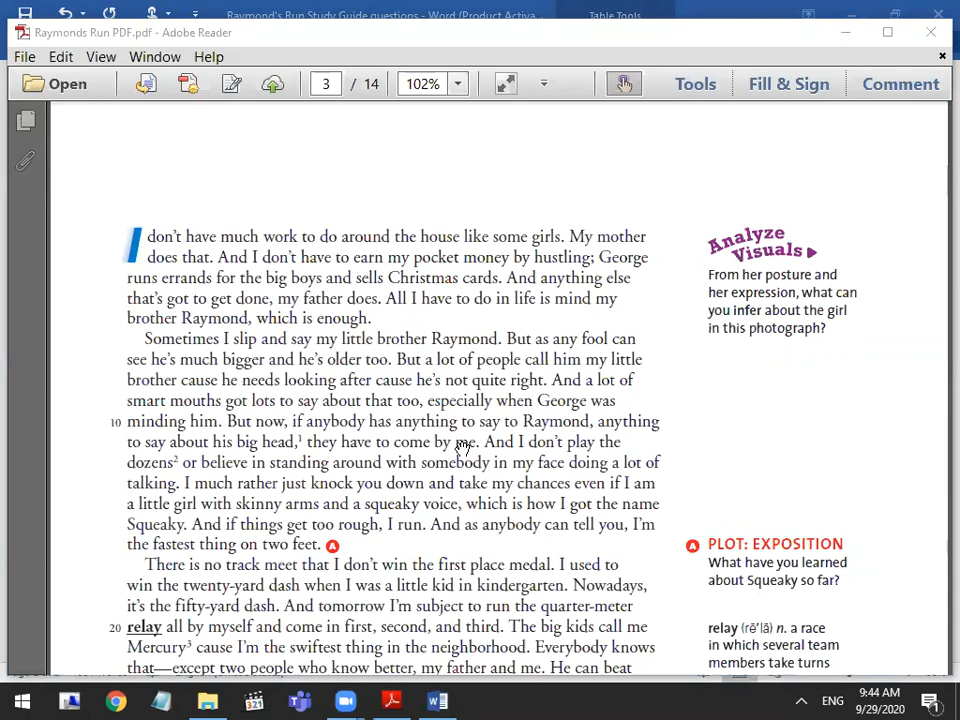 Raymond's Run Study Guide questions - Word (Product Activa...
Table Tools
Raymonds Run PDF.pdf - Adobe Reader
File Edit View Window Help
Open 3 / 14 102% Tools Fill & Sign Comment
I don't have much work to do around the house like some girls. My mother
does that. And I don't have to earn my pocket money by hustling; George
runs errands for the big boys and sells Christmas cards. And anything else
that's got to get done, my father does. All I have to do in life is mind my
brother Raymond, which is enough.
Sometimes I slip and say my little brother Raymond. But as any fool can
see he's much bigger and he's older too. But a lot of people call him my little
brother cause he needs looking after cause he's not quite right. And a lot of
smart mouths got lots to say about that too, especially when George was
10 minding him. But now, if anybody has anything to say to Raymond, anything
to say about his big head,1 they have to come by me. And I don't play the
dozens2 or believe in standing around with somebody in my face doing a lot of
talking. I much rather just knock you down and take my chances even if I am
a little girl with skinny arms and a squeaky voice, which is how I got the name
Squeaky. And if things get too rough, I run. And as anybody can tell you, I'm
the fastest thing on two feet. A
There is no track meet that I don't win the first place medal. I used to
win the twenty-yard dash when I was a little kid in kindergarten. Nowadays,
it's the fifty-yard dash. And tomorrow I'm subject to run the quarter-meter
20 relay all by myself and come in first, second, and third. The big kids call me
Mercury3 cause I'm the swiftest thing in the neighborhood. Everybody knows
that—except two people who know better, my father and me. He can beat
Analyze
Visuals
From her posture and
her expression, what can
you infer about the girl
in this photograph?
A PLOT: EXPOSITION
What have you learned
about Squeaky so far?
relay (rē'lā) n. a race
in which several team
members take turns
321
ENG
9:44 AM
9/29/2020
1